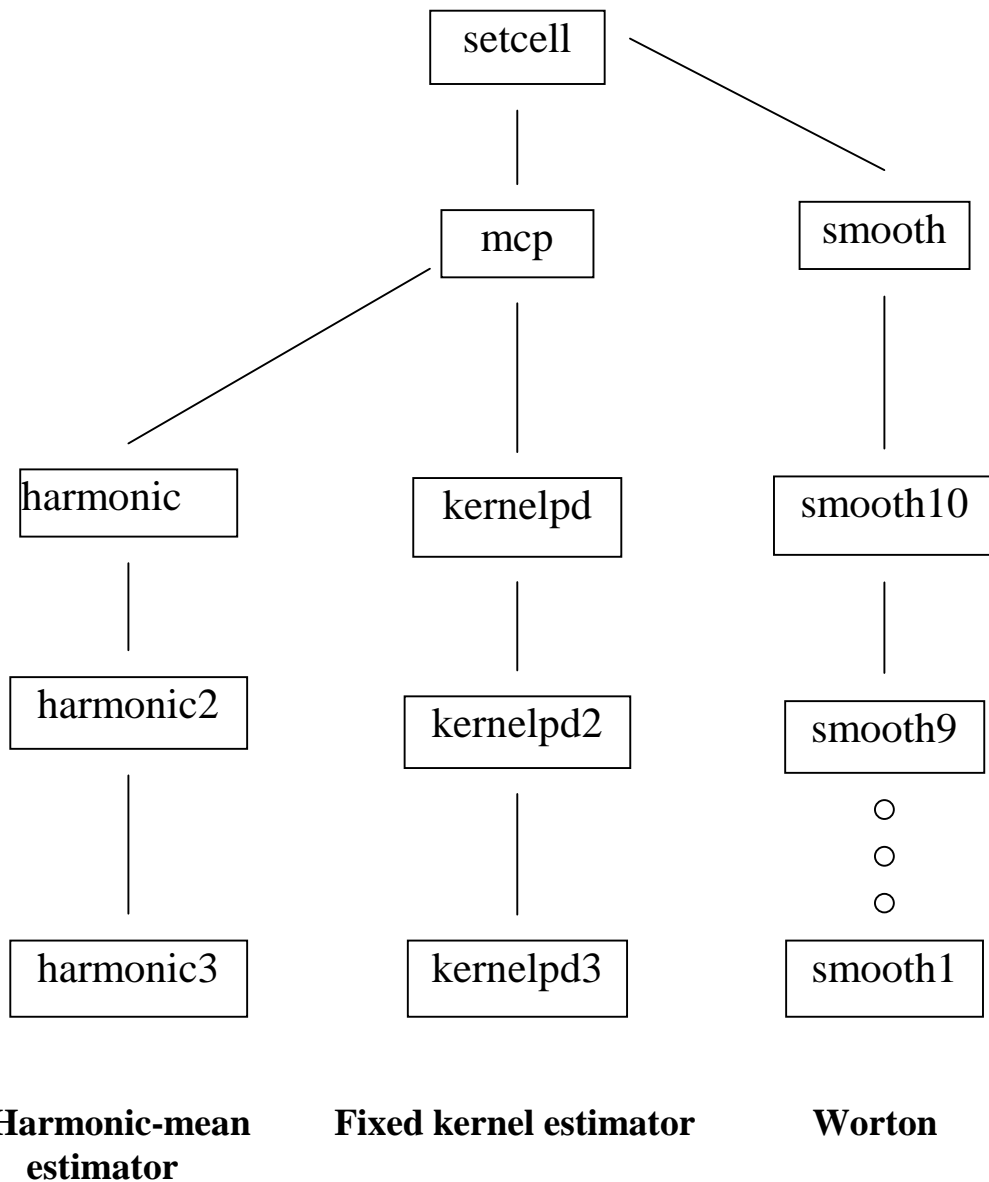 setcell
mcp
smooth
harmonic
kernelpd
smooth10
harmonic2
kernelpd2
smooth9
harmonic3
kernelpd3
smooth1
Harmonic-mean
estimator
Fixed kernel estimator
Worton